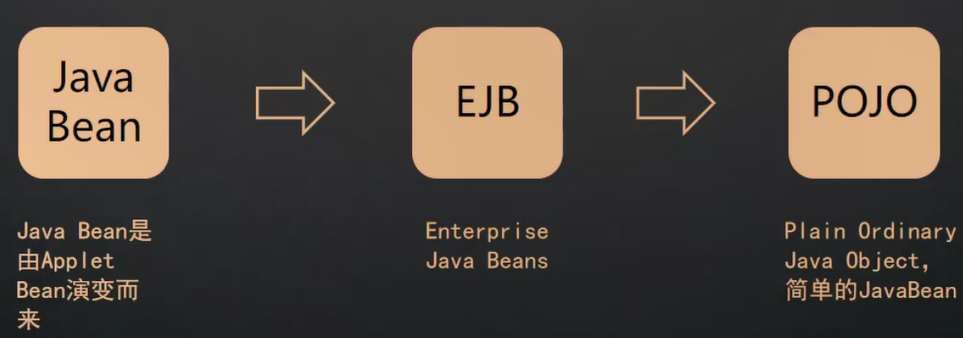 Java
Bean
EJB
POJO
Java Bean是
由Applet
Bean演变而
来
Enterprise
Java Beans
Plain Ordinary
Java Object,
简单的JavaBean